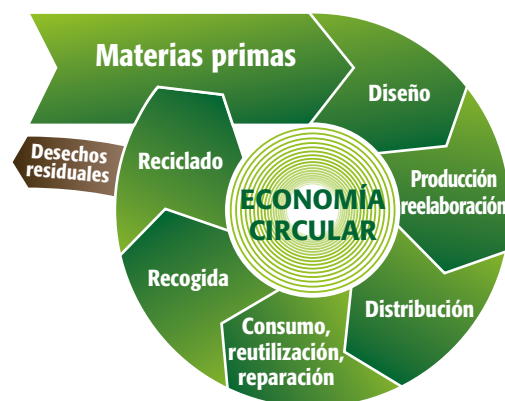 Materias primas
Diseño
Producción
reelaboración
Distribución
Consumo,
reutilización,
reparación
Recogida
Reciclado
Desechos
residuales
ECONOMÍA
CIRCULAR